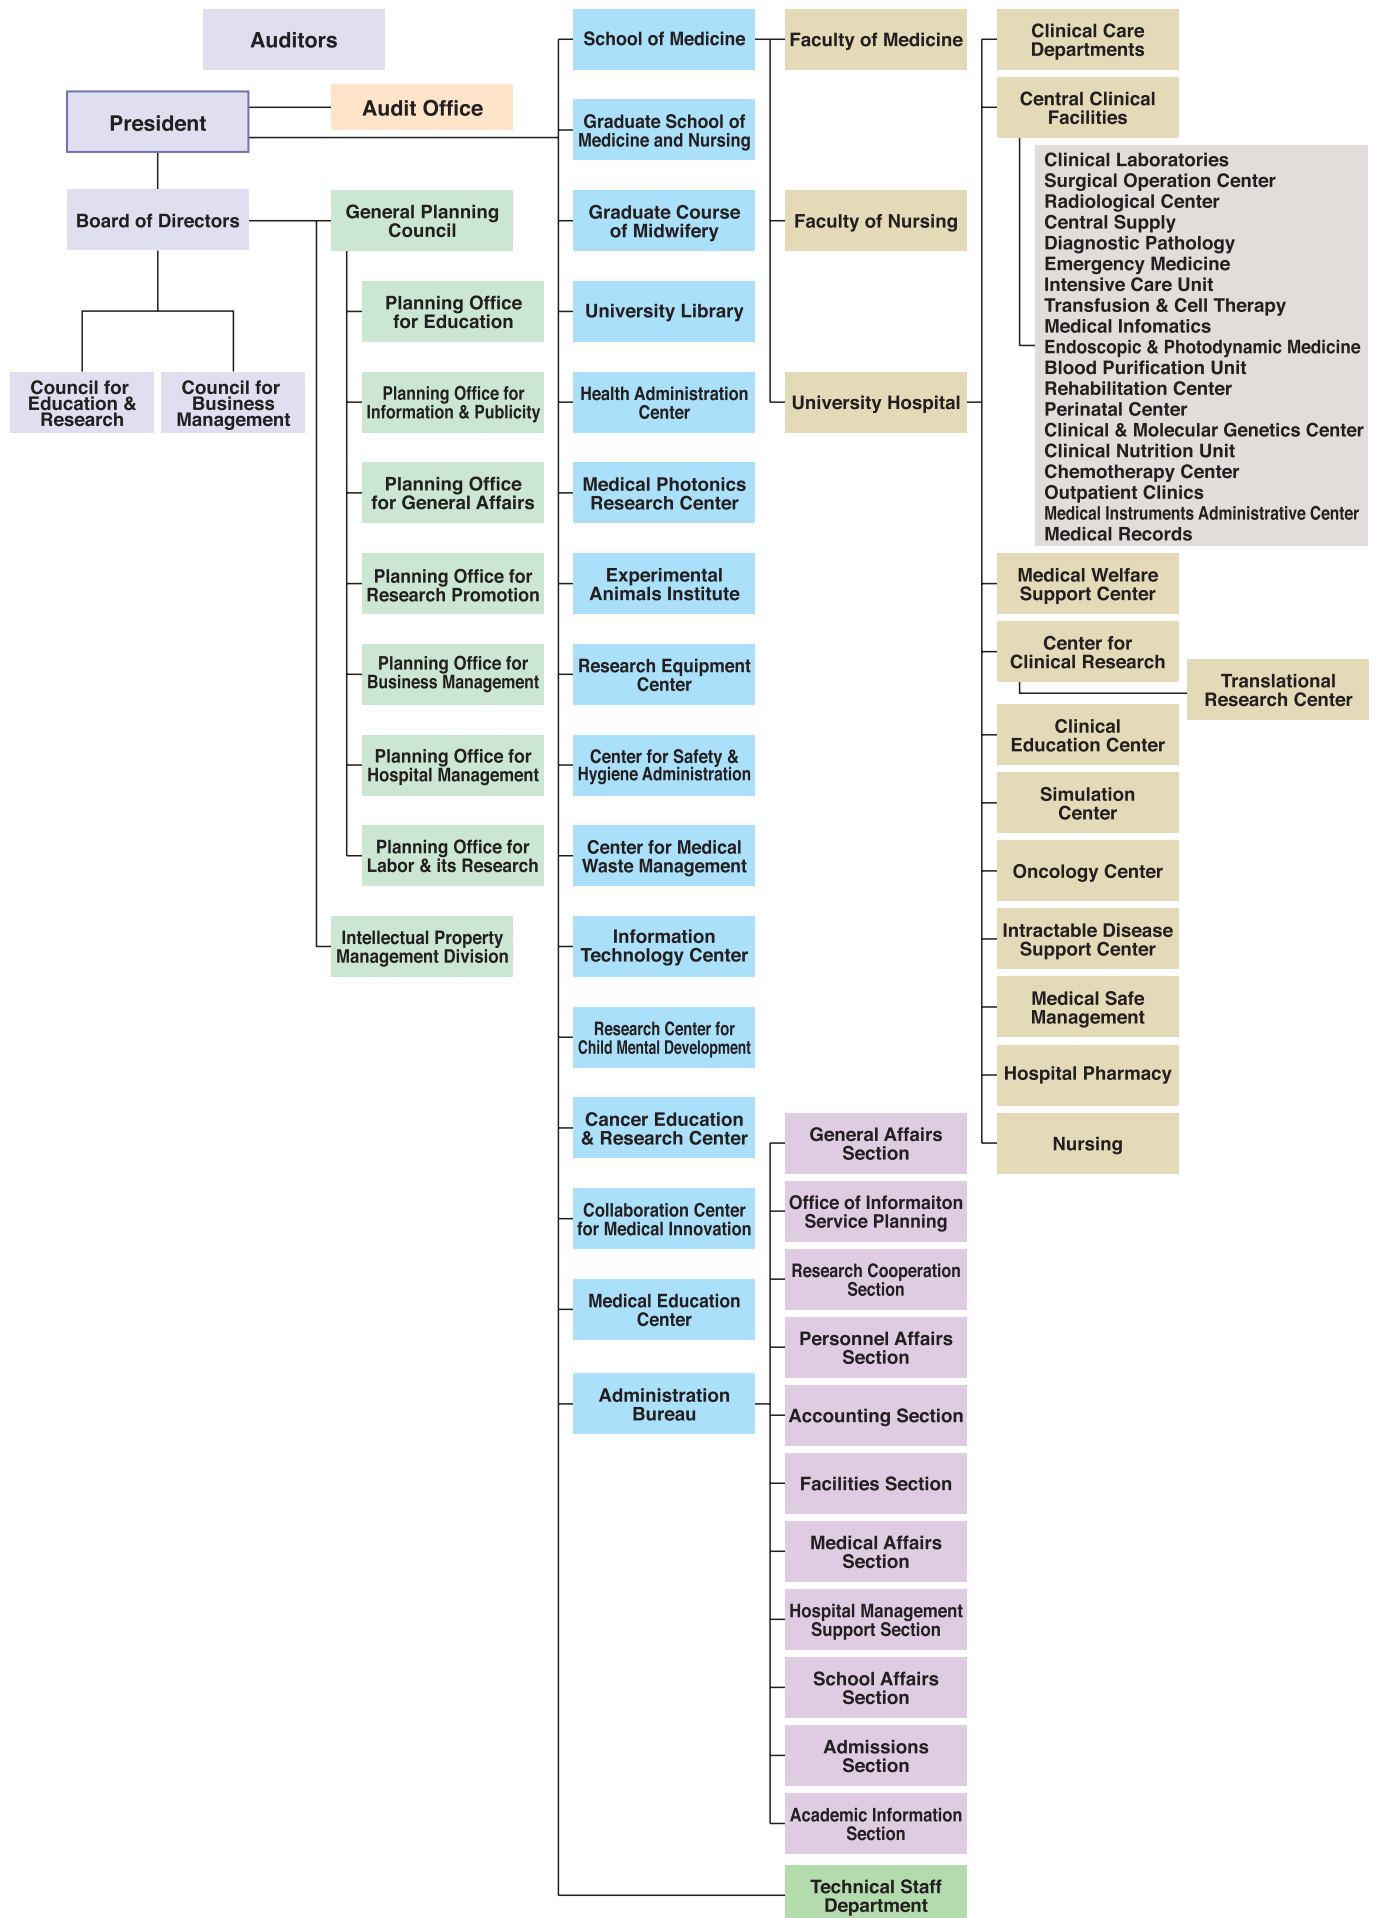 Auditors
President
Audit Office
Board of Directors
Council for
Education &
Research
Council for
Business
Management
General Planning
Council
Planning Office
for Education
Planning Office for
Information & Publicity
Planning Office
for General Affairs
Planning Office for
Research Promotion
Planning Office for
Business Management
Planning Office for
Hospital Management
Planning Office for
Labor & its Research
Intellectual Property
Management Division
School of Medicine
Graduate School of
Medicine and Nursing
Graduate Course
of Midwifery
University Library
Health Administration
Center
Medical Photonics
Research Center
Experimental
Animals Institute
Research Equipment
Center
Center for Safety &
Hygiene Administration
Center for Medical
Waste Management
Information
Technology Center
Research Center for
Child Mental Development
Cancer Education
& Research Center
Collaboration Center
for Medical Innovation
Medical Education
Center
Administration
Bureau
Faculty of Medicine
Faculty of Nursing
University Hospital
General Affairs
Section
Office of Informaiton
Service Planning
Research Cooperation
Section
Personnel Affairs
Section
Accounting Section
Facilities Section
Medical Affairs
Section
Hospital Management
Support Section
School Affairs
Section
Admissions
Section
Academic Information
Section
Technical Staff
Department
Clinical Care
Departments
Central Clinical
Facilities
Clinical Laboratories
Surgical Operation Center
Radiological Center
Central Supply
Diagnostic Pathology
Emergency Medicine
Intensive Care Unit
Transfusion & Cell Therapy
Medical Infomatics
Endoscopic & Photodynamic Medicine
Blood Purification Unit
Rehabilitation Center
Perinatal Center
Clinical & Molecular Genetics Center
Clinical Nutrition Unit
Chemotherapy Center
Outpatient Clinics
Medical Instruments Administrative Center
Medical Records
Medical Welfare
Support Center
Center for
Clinical Research
Translational
Research Center
Clinical
Education Center
Simulation
Center
Oncology Center
Intractable Disease
Support Center
Medical Safe
Management
Hospital Pharmacy
Nursing